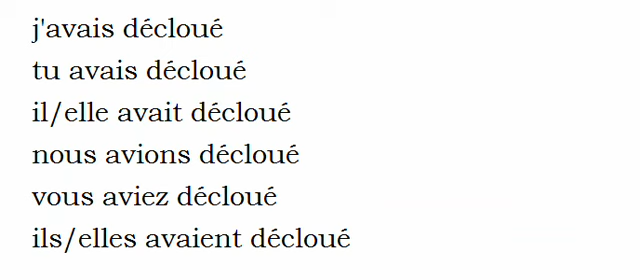 j'avais décloué
tu avais décloué
il/elle avait décloué
nous avions décloué
vous aviez décloué
ils/elles avaient décloué